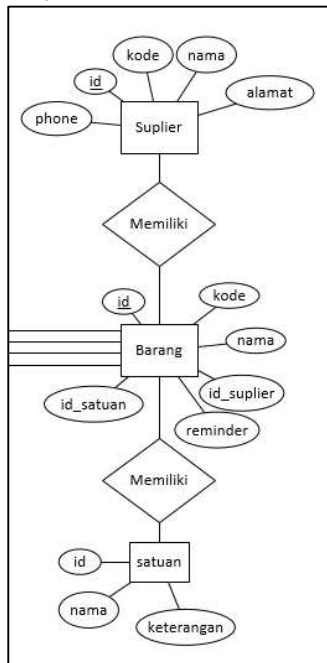 kode
nama
id
alamat
phone
Suplier
Memiliki
id
kode
nama
Barang
id_suplier
id_satuan
reminder
Memiliki
id
satuan
nama
keterangan